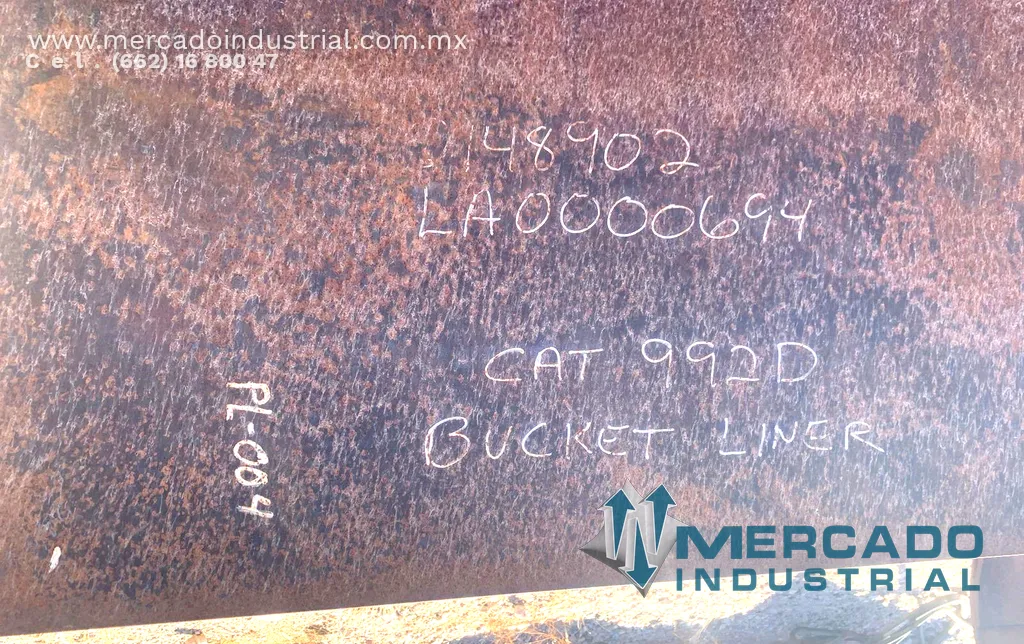 www.mercadoindustrial.com.mx
Cel. (662) 16 800 47
148902
LA0000694
CAT 992D
BUCKET LINER
PL-004
MERCADO
INDUSTRIAL